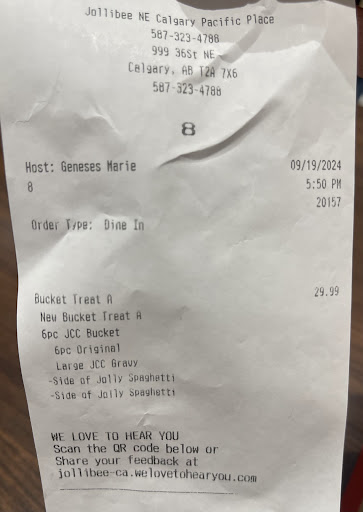 Jollibee NE Calgary Pacific Place
587-323-4788
999 36St NE
Calgary, AB T2A 7X6
587-323-4788
8
Host: Geneses Marie 09/19/2024
8 5:50 PM
20157
Order Type: Dine In
Bucket Treat A 29.99
New Bucket Treat A
6pc JCC Bucket
6pc Original
Large JCC Gravy
-Side of Jolly Spaghetti
-Side of Jolly Spaghetti
WE LOVE TO HEAR YOU
Scan the QR code below or
Share your feedback at
jollibee-ca.welovetohearyou.com